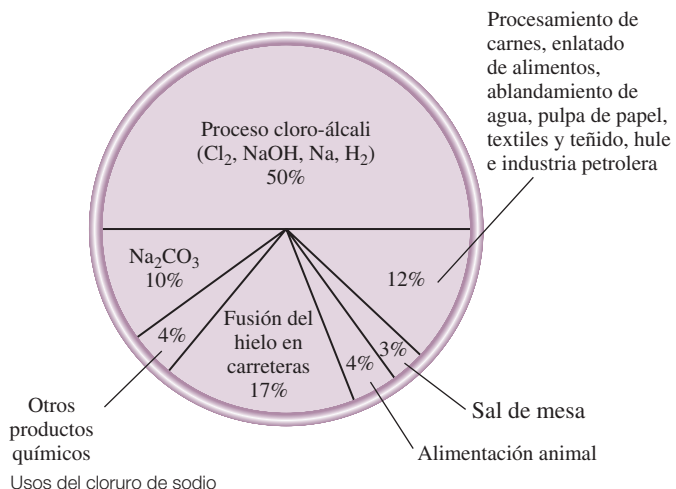 Procesamiento de
carnes, enlatado
de alimentos,
ablandamiento de
agua, pulpa de papel,
textiles y teñido, hule
e industria petrolera
Proceso cloro-álcali
(Cl₂, NaOH, Na, H₂)
50%
Na₂CO₃
10%
12%
4%
Fusión del
hielo en
carreteras
17%
4%
3%
Otros
productos
químicos
Sal de mesa
Alimentación animal
Usos del cloruro de sodio